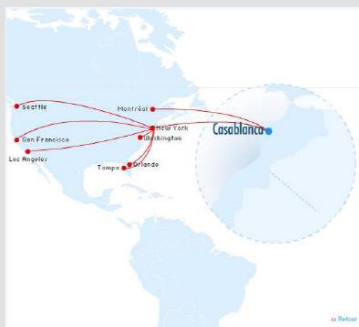 Seattle
Montréal
New York
Casablanca
San Francisco
Washington
Los Angeles
Tampa
Orlando
Retour